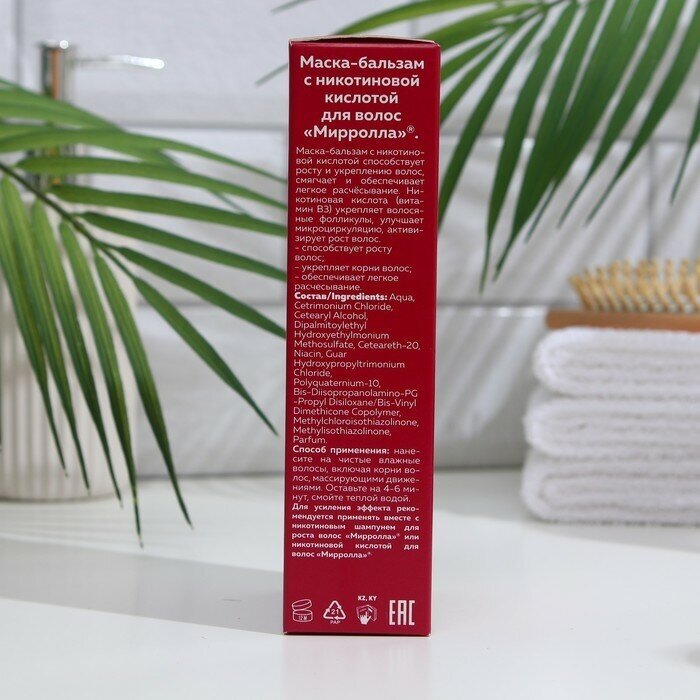 Маска-бальзам
с никотиновой
кислотой
для волос
«Мирролла»®.
Маска-бальзам с никотино-
вой кислотой способствует
росту и укреплению волос,
смягчает и обеспечивает
легкое расчёсывание. Ни-
котиновая кислота (вита-
мин В3) укрепляет волося-
ные фолликулы, улучшает
микроциркуляцию, активи-
зирует рост волос.
- способствует росту
волос;
- укрепляет корни волос;
- обеспечивает легкое
расчесывание.
Состав/Ingredients: Aqua,
Cetrimonium Chloride,
Cetearyl Alcohol,
Dipalmitoylethyl
Hydroxyethylmonium
Methosulfate, Ceteareth-20,
Niacin, Guar
Hydroxypropyltrimonium
Chloride,
Polyquaternium-10,
Bis-Diisopropanolamino-PG
-Propyl Disiloxane/Bis-Vinyl
Dimethicone Copolymer,
Methylchloroisothiazolinone,
Methylisothiazolinone,
Parfum.
Способ применения: нане-
сите на чистые влажные
волосы, включая корни во-
лос, массирующими движе-
ниями. Оставьте на 4-6 ми-
нут, смойте теплой водой.
Для усиления эффекта реко-
мендуется применять вместе с
никотиновым шампунем для
роста волос «Мирролла»® или
никотиновой кислотой для
волос «Мирролла»®.
12 M
21
PAP
KZ, KY
EAC